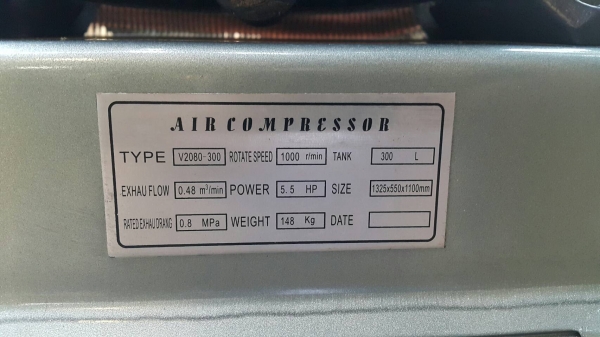 AIR COMPRESSOR
TYPE V2080-300 ROTATE SPEED 1000 r/min TANK 300 L
EXHAU FLOW 0.48 m³/min POWER 5.5 HP SIZE 1325x550x1100mm
RATED EXHAU DRANG 0.8 MPa WEIGHT 148 Kg DATE